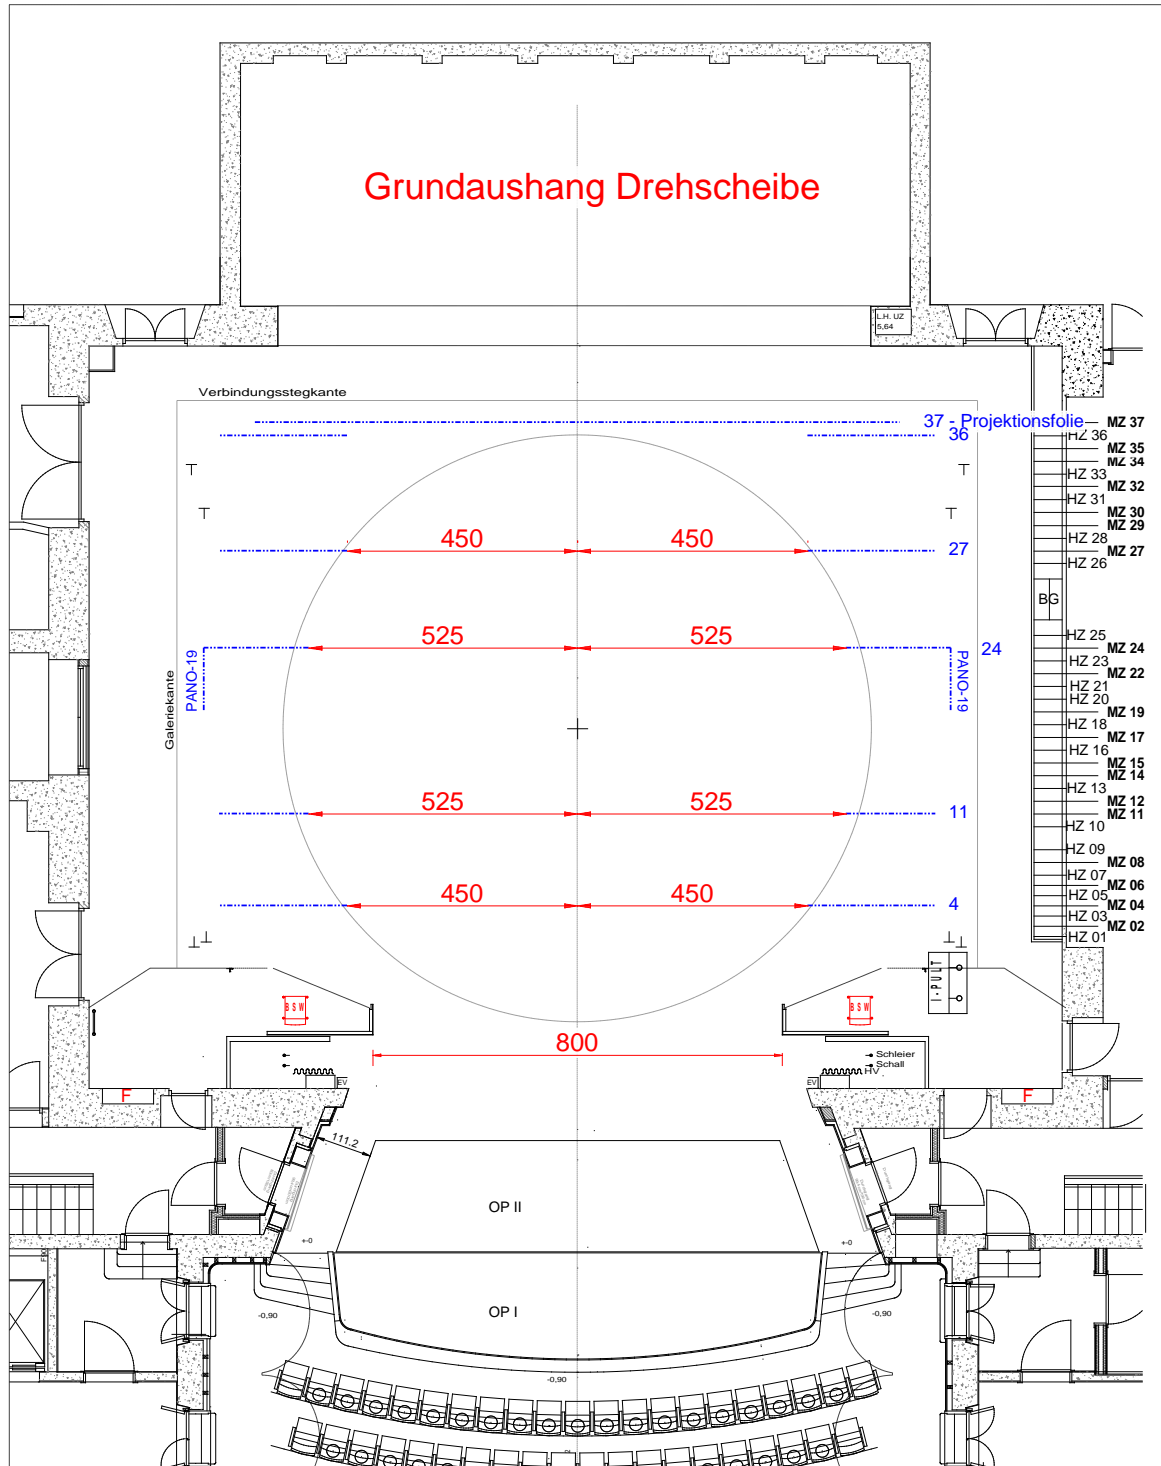 Grundaushang Drehscheibe
L.H. UZ
5,64
Verbindungsstegkante
37 - Projektionsfolie
MZ 37
36
HZ 36
MZ 35
MZ 34
HZ 33
MZ 32
HZ 31
MZ 30
MZ 29
HZ 28
450
450
27
MZ 27
HZ 26
BG
HZ 25
525
525
24
MZ 24
HZ 23
MZ 22
PANO-19
PANO-19
Galeriekante
HZ 21
HZ 20
MZ 19
HZ 18
MZ 17
HZ 16
MZ 15
MZ 14
HZ 13
MZ 12
525
525
11
MZ 11
HZ 10
HZ 09
MZ 08
HZ 07
MZ 06
HZ 05
450
450
4
MZ 04
HZ 03
MZ 02
HZ 01
I-PULT
BSW
BSW
800
Schleier
Schall
HV
EV
EV
F
F
111.2
OP II
+-0
+-0
OP I
-0,90
-0,90
-0,90